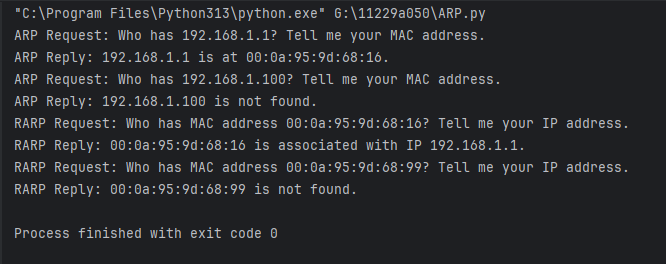 "C:\Program Files\Python313\python.exe" G:\11229a050\ARP.py
ARP Request: Who has 192.168.1.1? Tell me your MAC address.
ARP Reply: 192.168.1.1 is at 00:0a:95:9d:68:16.
ARP Request: Who has 192.168.1.100? Tell me your MAC address.
ARP Reply: 192.168.1.100 is not found.
RARP Request: Who has MAC address 00:0a:95:9d:68:16? Tell me your IP address.
RARP Reply: 00:0a:95:9d:68:16 is associated with IP 192.168.1.1.
RARP Request: Who has MAC address 00:0a:95:9d:68:99? Tell me your IP address.
RARP Reply: 00:0a:95:9d:68:99 is not found.
Process finished with exit code 0